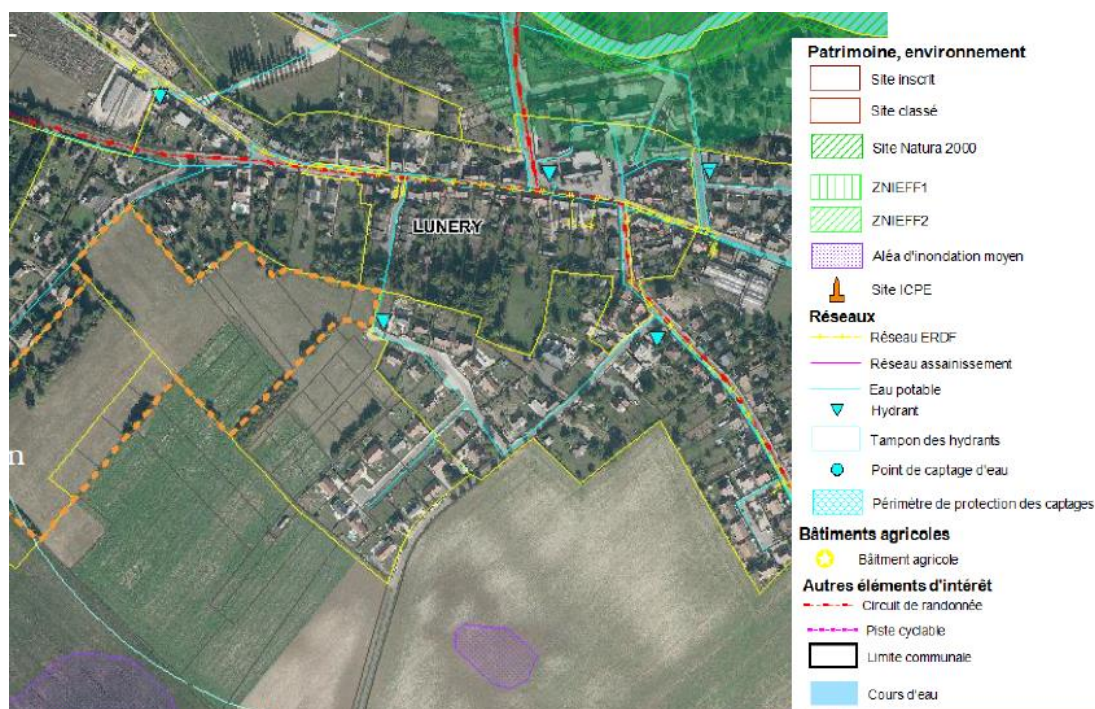 LUNERY
n
Patrimoine, environnement
Site inscrit
Site classé
Site Natura 2000
ZNIEFF1
ZNIEFF2
Aléa d'inondation moyen
Site ICPE
Réseaux
Réseau ERDF
Réseau assainissement
Eau potable
Hydrant
Tampon des hydrants
Point de captage d'eau
Périmètre de protection des captages
Bâtiments agricoles
Bâtiment agricole
Autres éléments d'intérêt
Circuit de randonnée
Piste cyclable
Limite communale
Cours d'eau